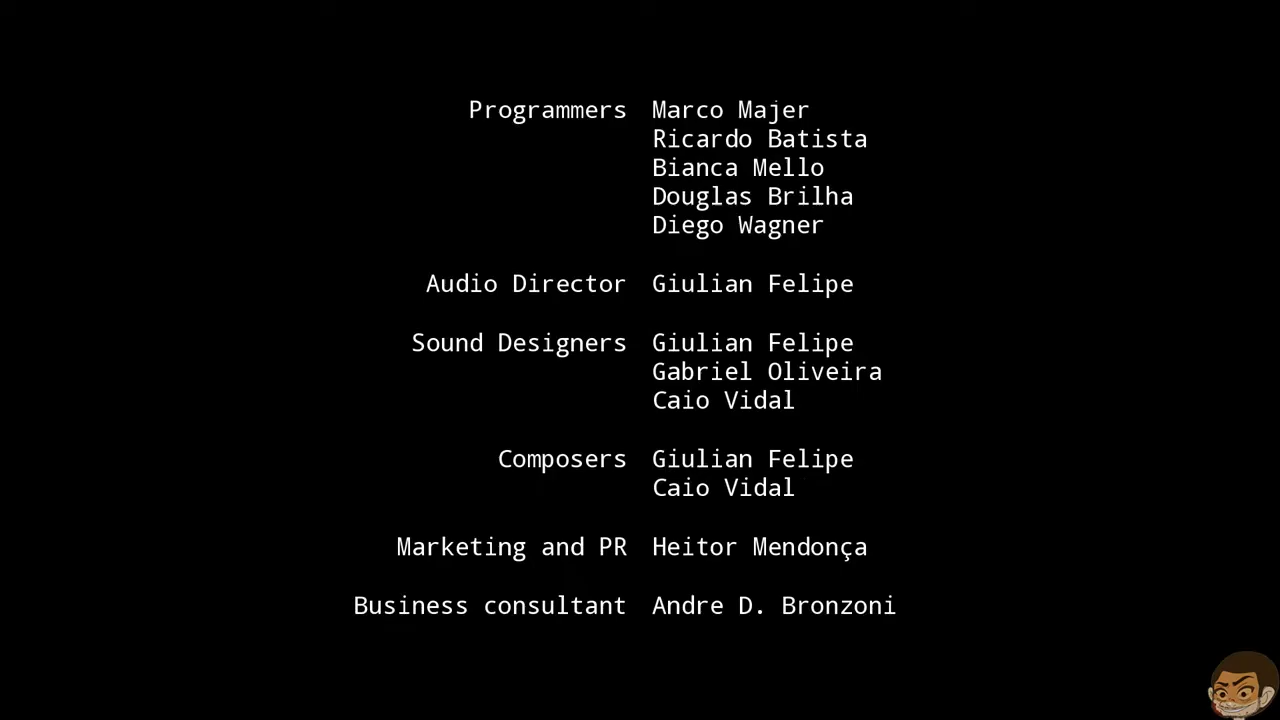 Programmers Marco Majer
Ricardo Batista
Bianca Mello
Douglas Brilha
Diego Wagner
Audio Director Giulian Felipe
Sound Designers Giulian Felipe
Gabriel Oliveira
Caio Vidal
Composers Giulian Felipe
Caio Vidal
Marketing and PR Heitor Mendonça
Business consultant Andre D. Bronzoni